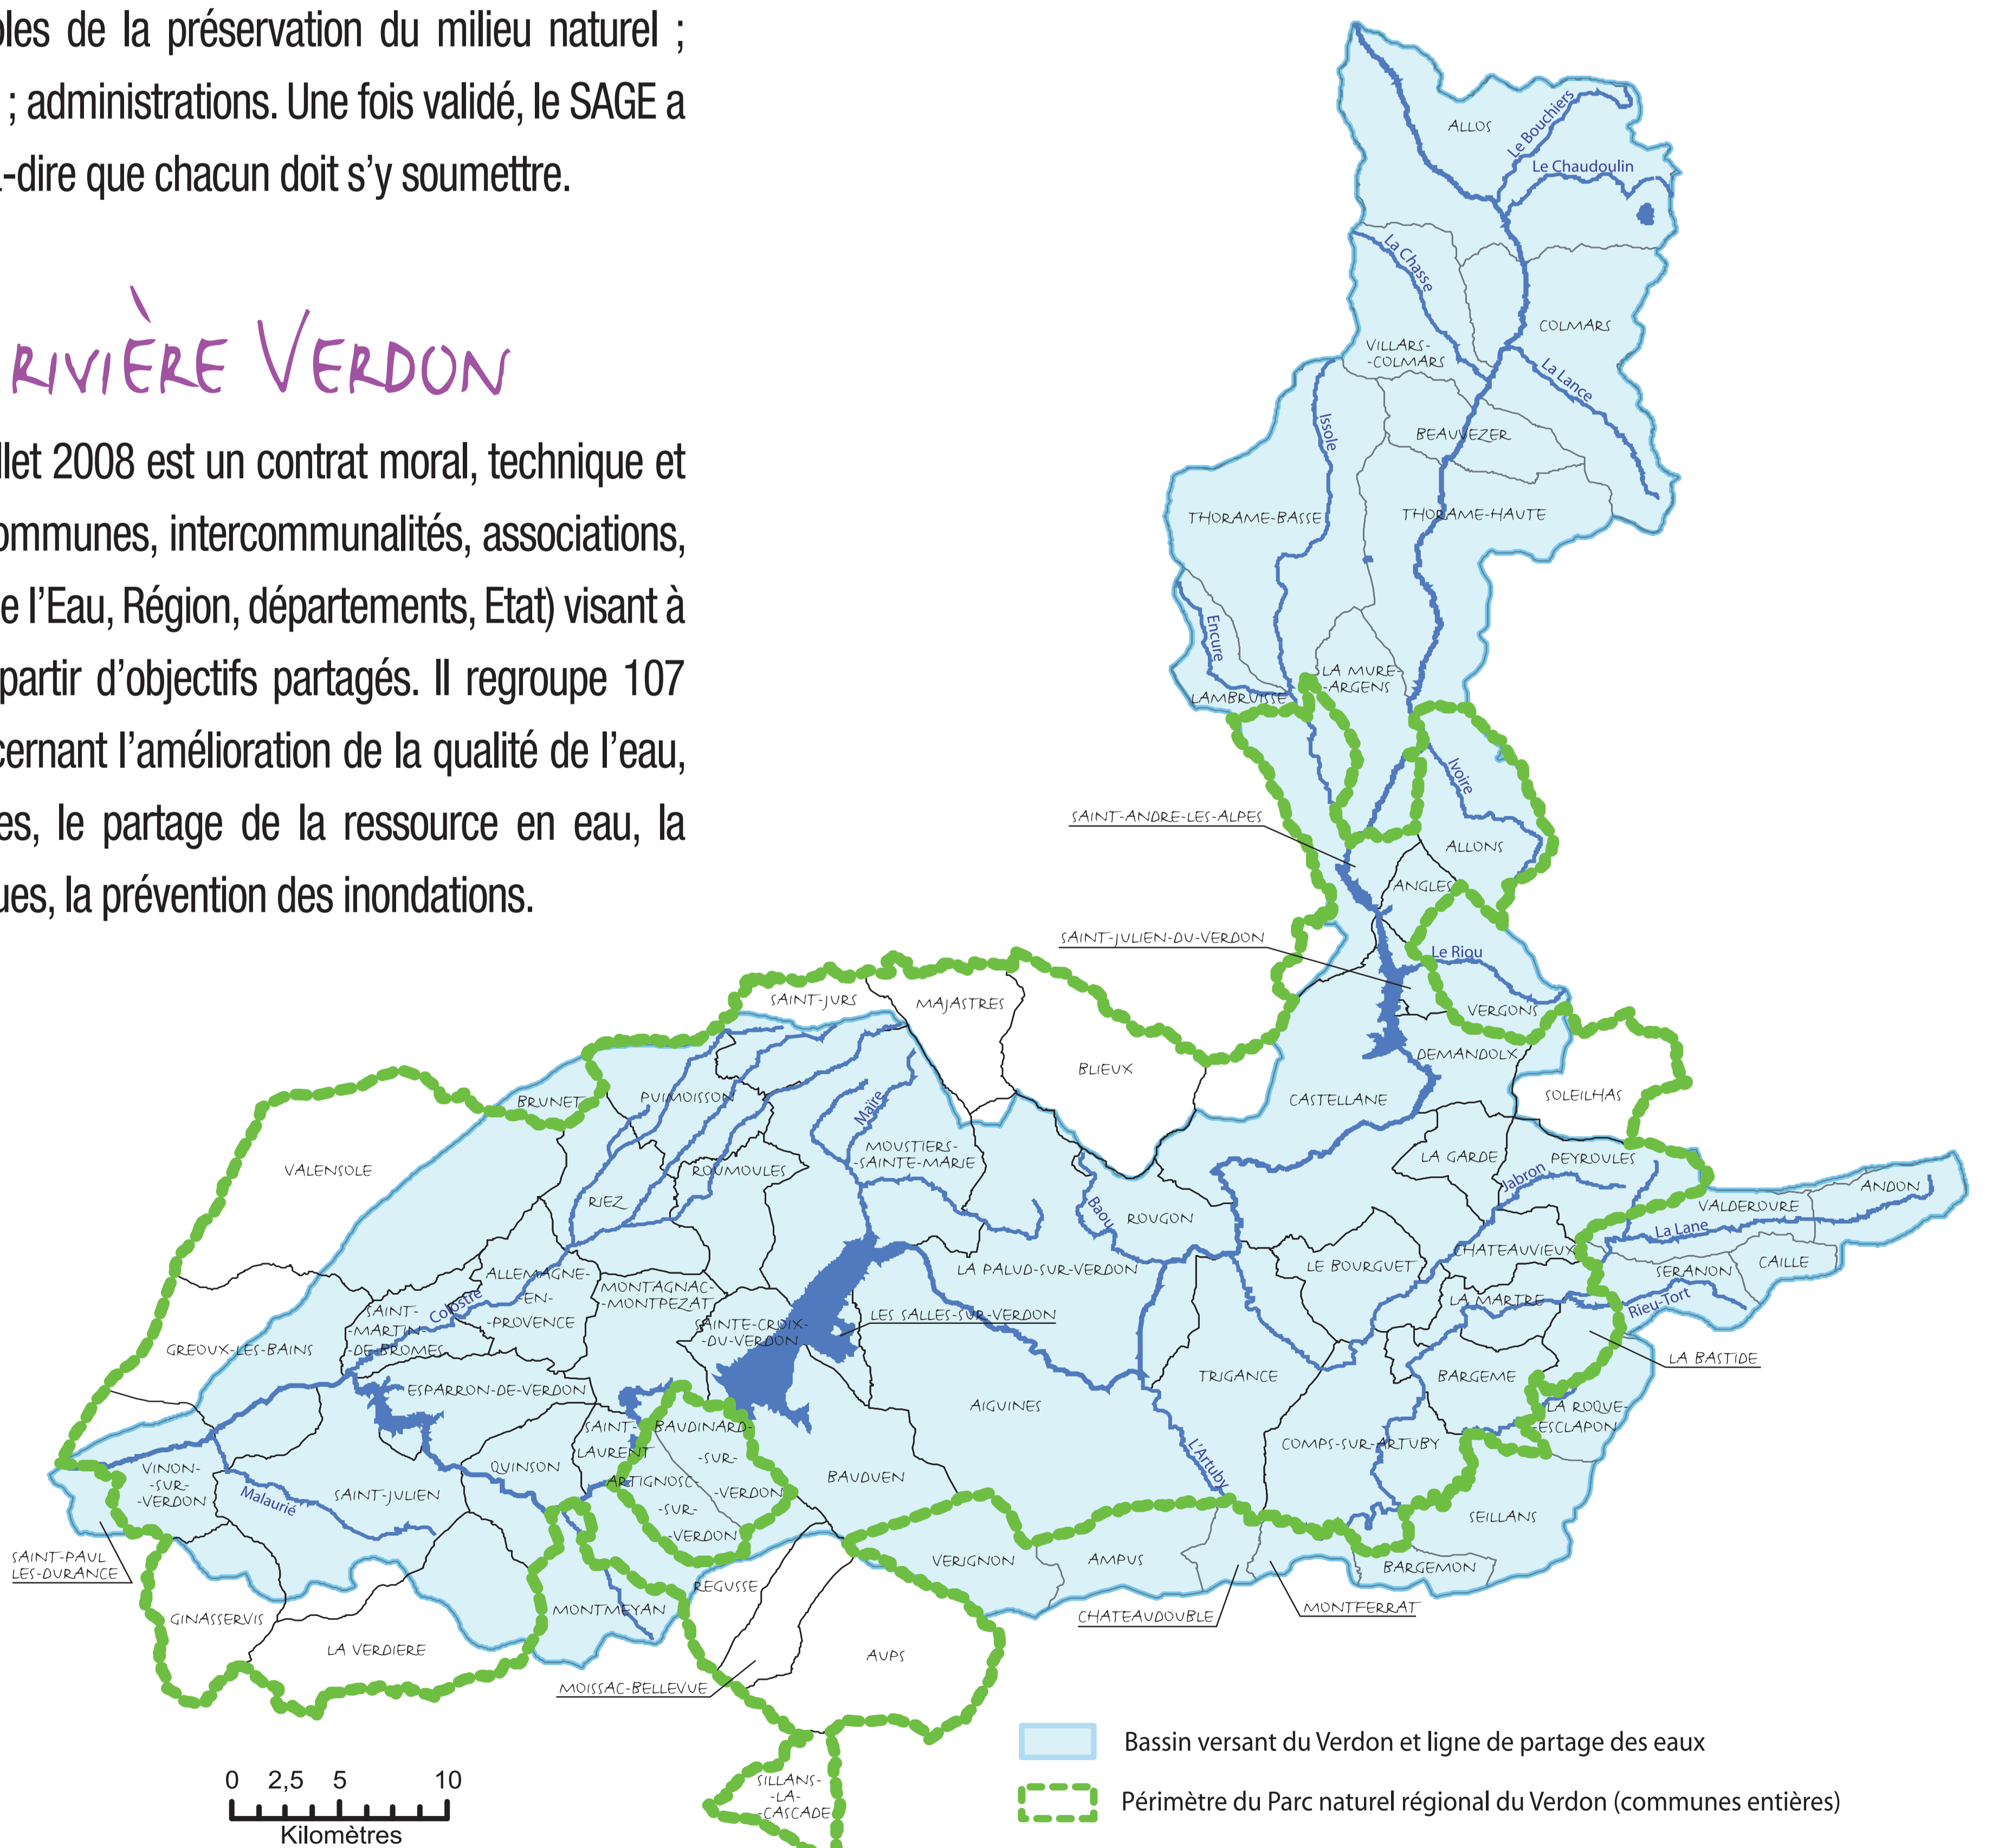 bles de la préservation du milieu naturel ;
; administrations. Une fois validé, le SAGE a
-dire que chacun doit s'y soumettre.
RIVIÈRE VERDON
llet 2008 est un contrat moral, technique et
ommunes, intercommunalités, associations,
e l'Eau, Région, départements, Etat) visant à
partir d'objectifs partagés. Il regroupe 107
cernant l'amélioration de la qualité de l'eau,
es, le partage de la ressource en eau, la
ues, la prévention des inondations.
ALLOS
Le Bouchiers
Le Chaudoulin
La Chasse
COLMARS
VILLARS-
-COLMARS
La Lance
Issole
BEAUVEZER
THORAME-BASSE
THORAME-HAUTE
Encure
LA MURE-
-ARGENS
LAMBRUISSE
Ivoire
SAINT-ANDRE-LES-ALPES
ALLONS
ANGLES
SAINT-JULIEN-DU-VERDON
Le Riou
VERGONS
SAINT-JURS
MAJASTRES
BLIEUX
DEMANDOLX
SOLEILHAS
CASTELLANE
BRUNET
PUIMOISSON
Maïre
MOUSTIERS-
-SAINTE-MARIE
VALENSOLE
ROUMOULES
RIEZ
LA GARDE
PEYROULES
Jabron
ANDON
VALDEROURE
La Lane
Baou
ROUGON
CHATEAUVIEUX
CAILLE
SERANON
LE BOURGUET
LA PALUD-SUR-VERDON
ALLEMAGNE-
-EN-
-PROVENCE
MONTAGNAC-
-MONTPEZAT
Colostre
SAINT-
-MARTIN-
-DE-BROMES
SAINTE-CROIX-
-DU-VERDON
LES SALLES-SUR-VERDON
LA MARTRE
Rieu-Tort
LA BASTIDE
GREOUX-LES-BAINS
ESPARRON-DE-VERDON
TRIGANCE
BARGEME
AIGUINES
LA ROQUE-
-ESCLAPON
SAINT-
LAURENT
BAUDINARD-
-SUR-
-VERDON
COMPS-SUR-ARTUBY
L'Artuby
VINON-
-SUR-
-VERDON
QUINSON
ARTIGNOSC-
-SUR-
-VERDON
BAUDUEN
Malaurié
SAINT-JULIEN
SEILLANS
SAINT-PAUL
LES-DURANCE
VERIGNON
AMPUS
BARGEMON
REGUSSE
MONTMEYAN
GINASSERVIS
CHATEAUDOUBLE
MONTFERRAT
LA VERDIERE
AUPS
MOISSAC-BELLEVUE
SILLANS-
-LA-
-CASCADE
Bassin versant du Verdon et ligne de partage des eaux
Périmètre du Parc naturel régional du Verdon (communes entières)
0 2,5 5 10
Kilomètres